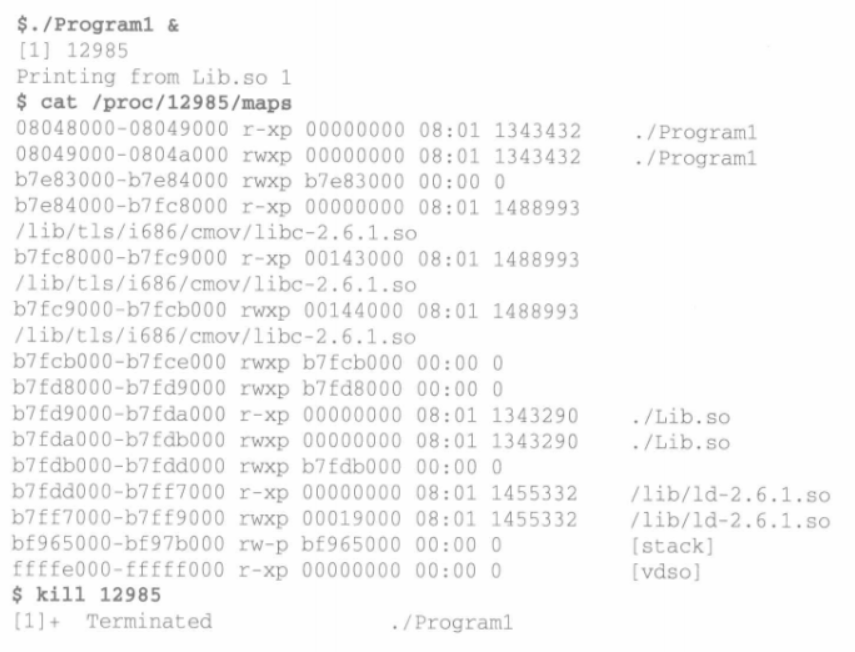 $./Program1 &
[1] 12985
Printing from Lib.so 1
$ cat /proc/12985/maps
08048000-08049000 r-xp 00000000 08:01 1343432 ./Program1
08049000-0804a000 rwxp 00000000 08:01 1343432 ./Program1
b7e83000-b7e84000 rwxp b7e83000 00:00 0
b7e84000-b7fc8000 r-xp 00000000 08:01 1488993
/lib/tls/i686/cmov/libc-2.6.1.so
b7fc8000-b7fc9000 r-xp 00143000 08:01 1488993
/lib/tls/i686/cmov/libc-2.6.1.so
b7fc9000-b7fcb000 rwxp 00144000 08:01 1488993
/lib/tls/i686/cmov/libc-2.6.1.so
b7fcb000-b7fce000 rwxp b7fcb000 00:00 0
b7fd8000-b7fd9000 rwxp b7fd8000 00:00 0
b7fd9000-b7fda000 r-xp 00000000 08:01 1343290 ./Lib.so
b7fda000-b7fdb000 rwxp 00000000 08:01 1343290 ./Lib.so
b7fdb000-b7fdd000 rwxp b7fdb000 00:00 0
b7fdd000-b7ff7000 r-xp 00000000 08:01 1455332 /lib/ld-2.6.1.so
b7ff7000-b7ff9000 rwxp 00019000 08:01 1455332 /lib/ld-2.6.1.so
bf965000-bf97b000 rw-p bf965000 00:00 0 [stack]
ffffe000-fffff000 r-xp 00000000 00:00 0 [vdso]
$ kill 12985
[1]+ Terminated ./Program1